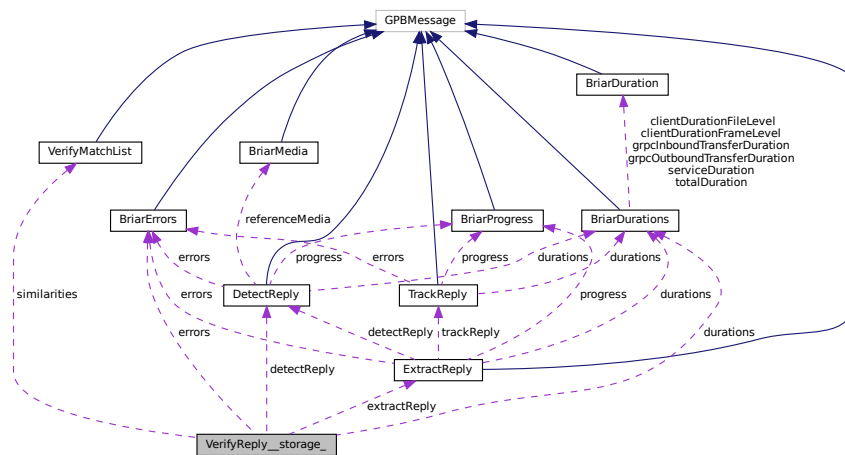 GPBMessage
BriarDuration
clientDurationFileLevel
clientDurationFrameLevel
grpcInboundTransferDuration
grpcOutboundTransferDuration
serviceDuration
totalDuration
VerifyMatchList
BriarMedia
BriarErrors
referenceMedia
BriarProgress
BriarDurations
errors
progress
errors
progress
durations
durations
similarities
DetectReply
TrackReply
errors
progress
durations
errors
detectReply
trackReply
durations
detectReply
ExtractReply
extractReply
VerifyReply__storage_